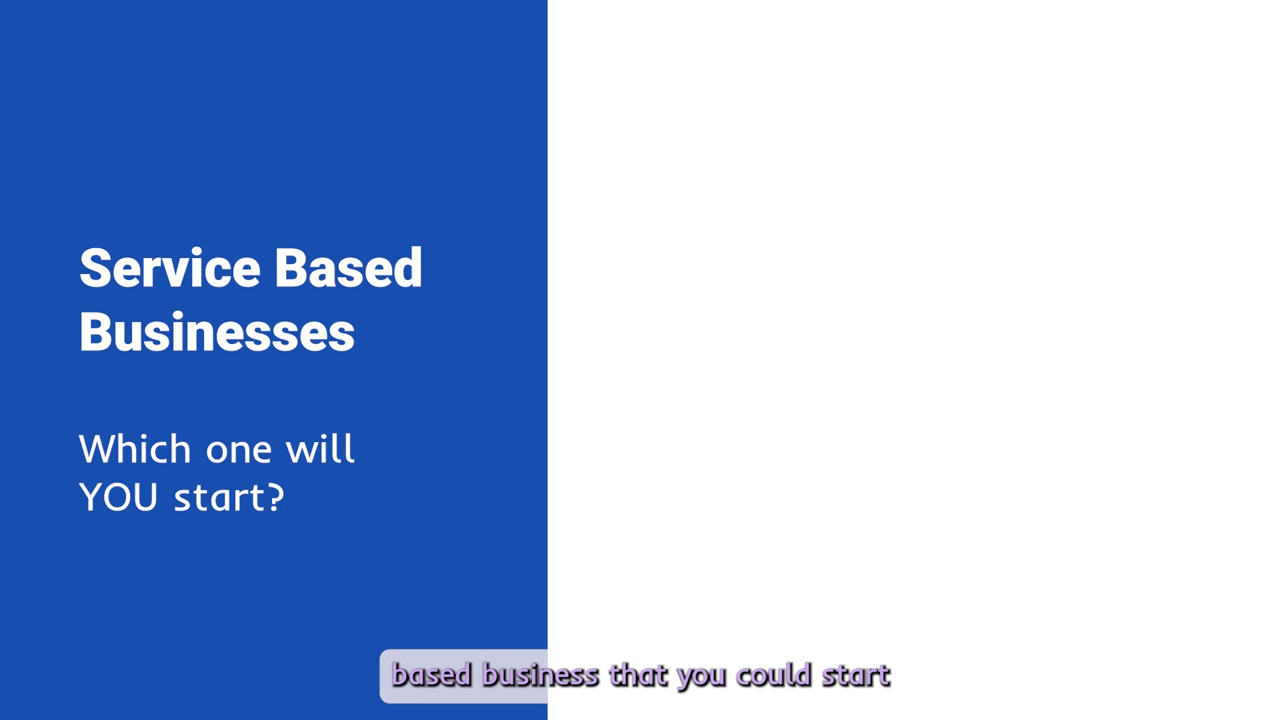 Service Based
Businesses
Which one will
YOU start?
based business that you could start